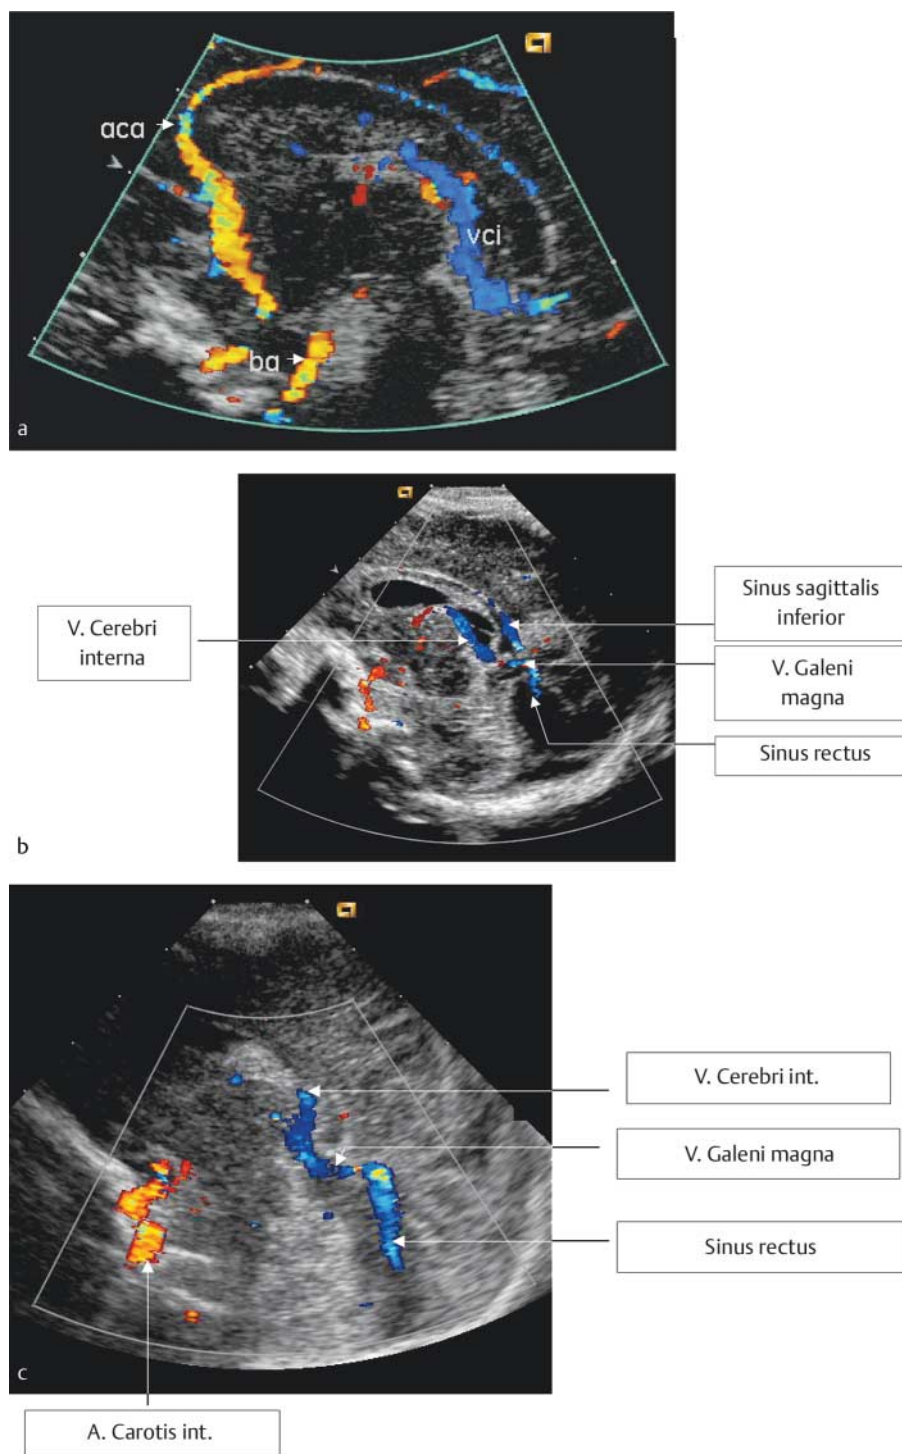 aca
vci
ba
a
V. Cerebri
interna
Sinus sagittalis
inferior
V. Galeni
magna
Sinus rectus
b
V. Cerebri int.
V. Galeni magna
Sinus rectus
c
A. Carotis int.